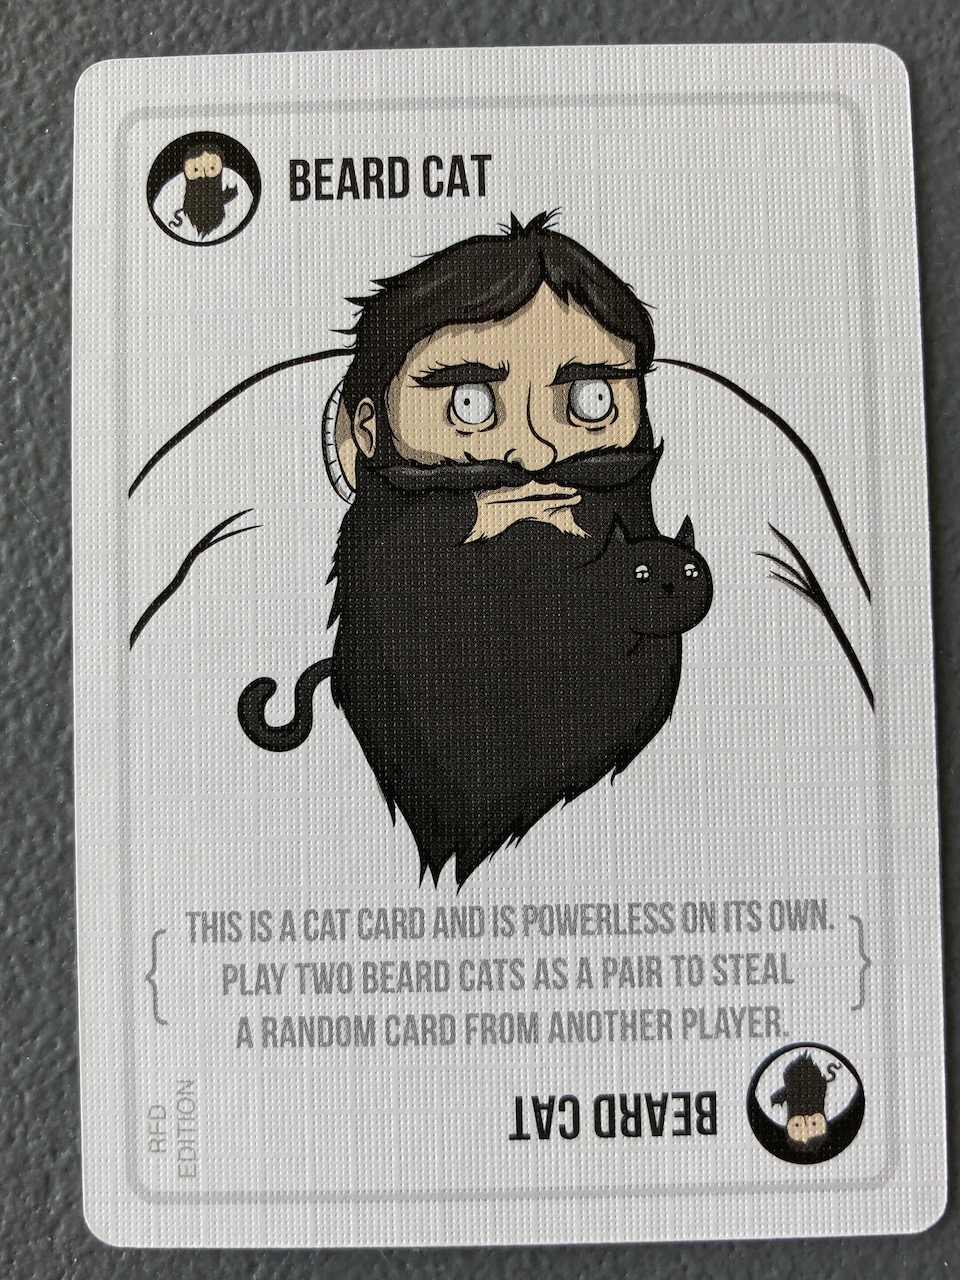 BEARD CAT
THIS IS A CAT CARD AND IS POWERLESS ON ITS OWN.
PLAY TWO BEARD CATS AS A PAIR TO STEAL
A RANDOM CARD FROM ANOTHER PLAYER.
BEARD CAT
RFD
EDITION